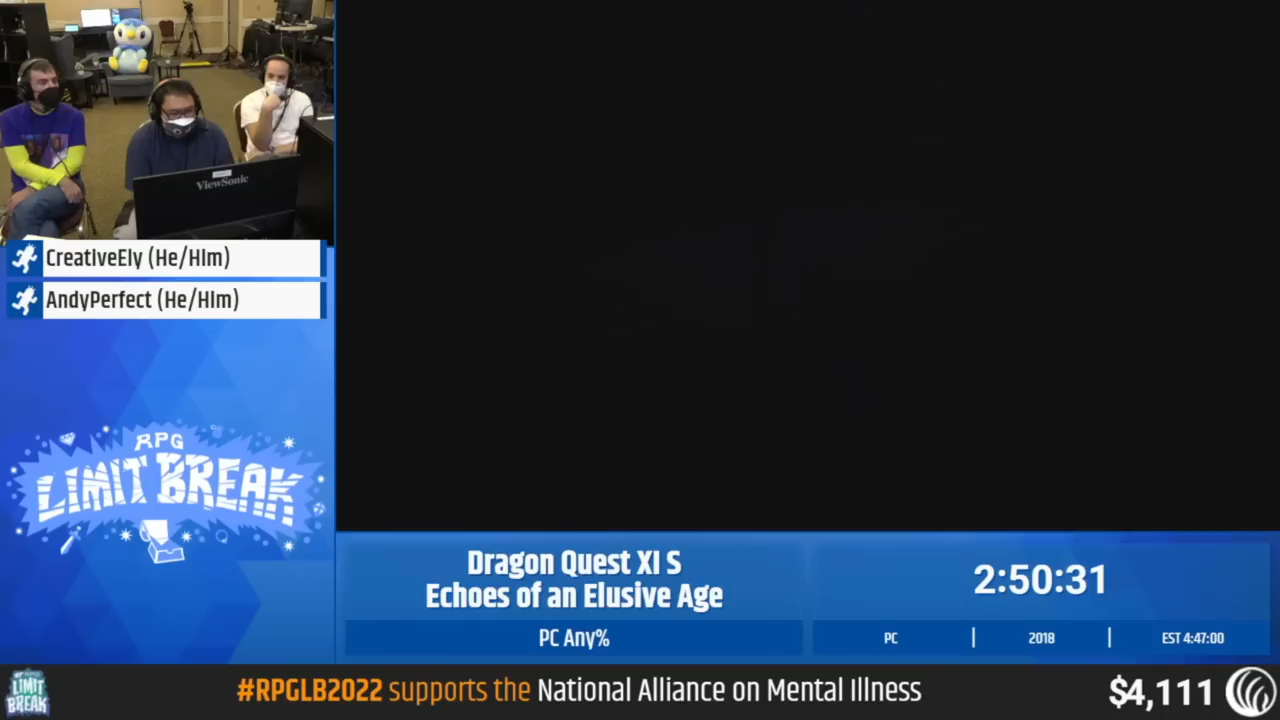 ViewSonic
CreatIveEly (He/HIm)
AndyPerfect (He/HIm)
RPG
LIMIT BREAK
Dragon Quest XI S
Echoes of an Elusive Age
2:50:31
PC Any%
PC
2018
EST 4:47:00
LIMIT
BREAK
#RPGLB2022 supports the National Alliance on Mental Illness
$4,111